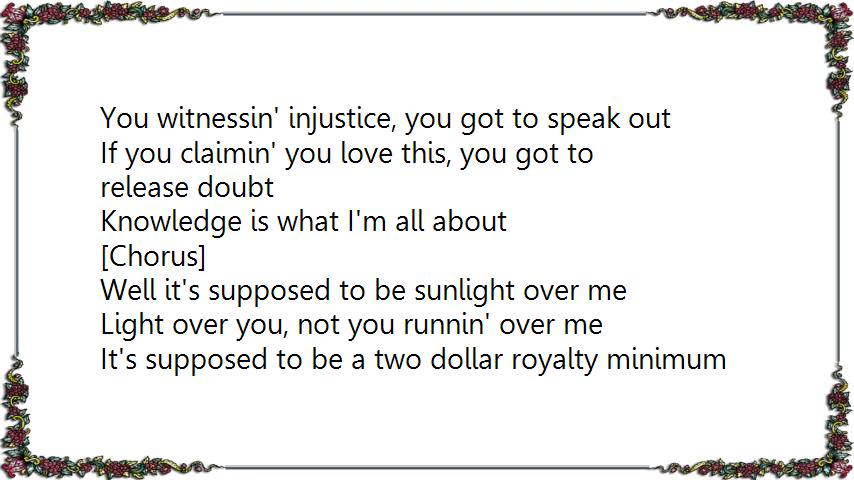 You witnessin' injustice, you got to speak out
If you claimin' you love this, you got to
release doubt
Knowledge is what I'm all about
[Chorus]
Well it's supposed to be sunlight over me
Light over you, not you runnin' over me
It's supposed to be a two dollar royalty minimum